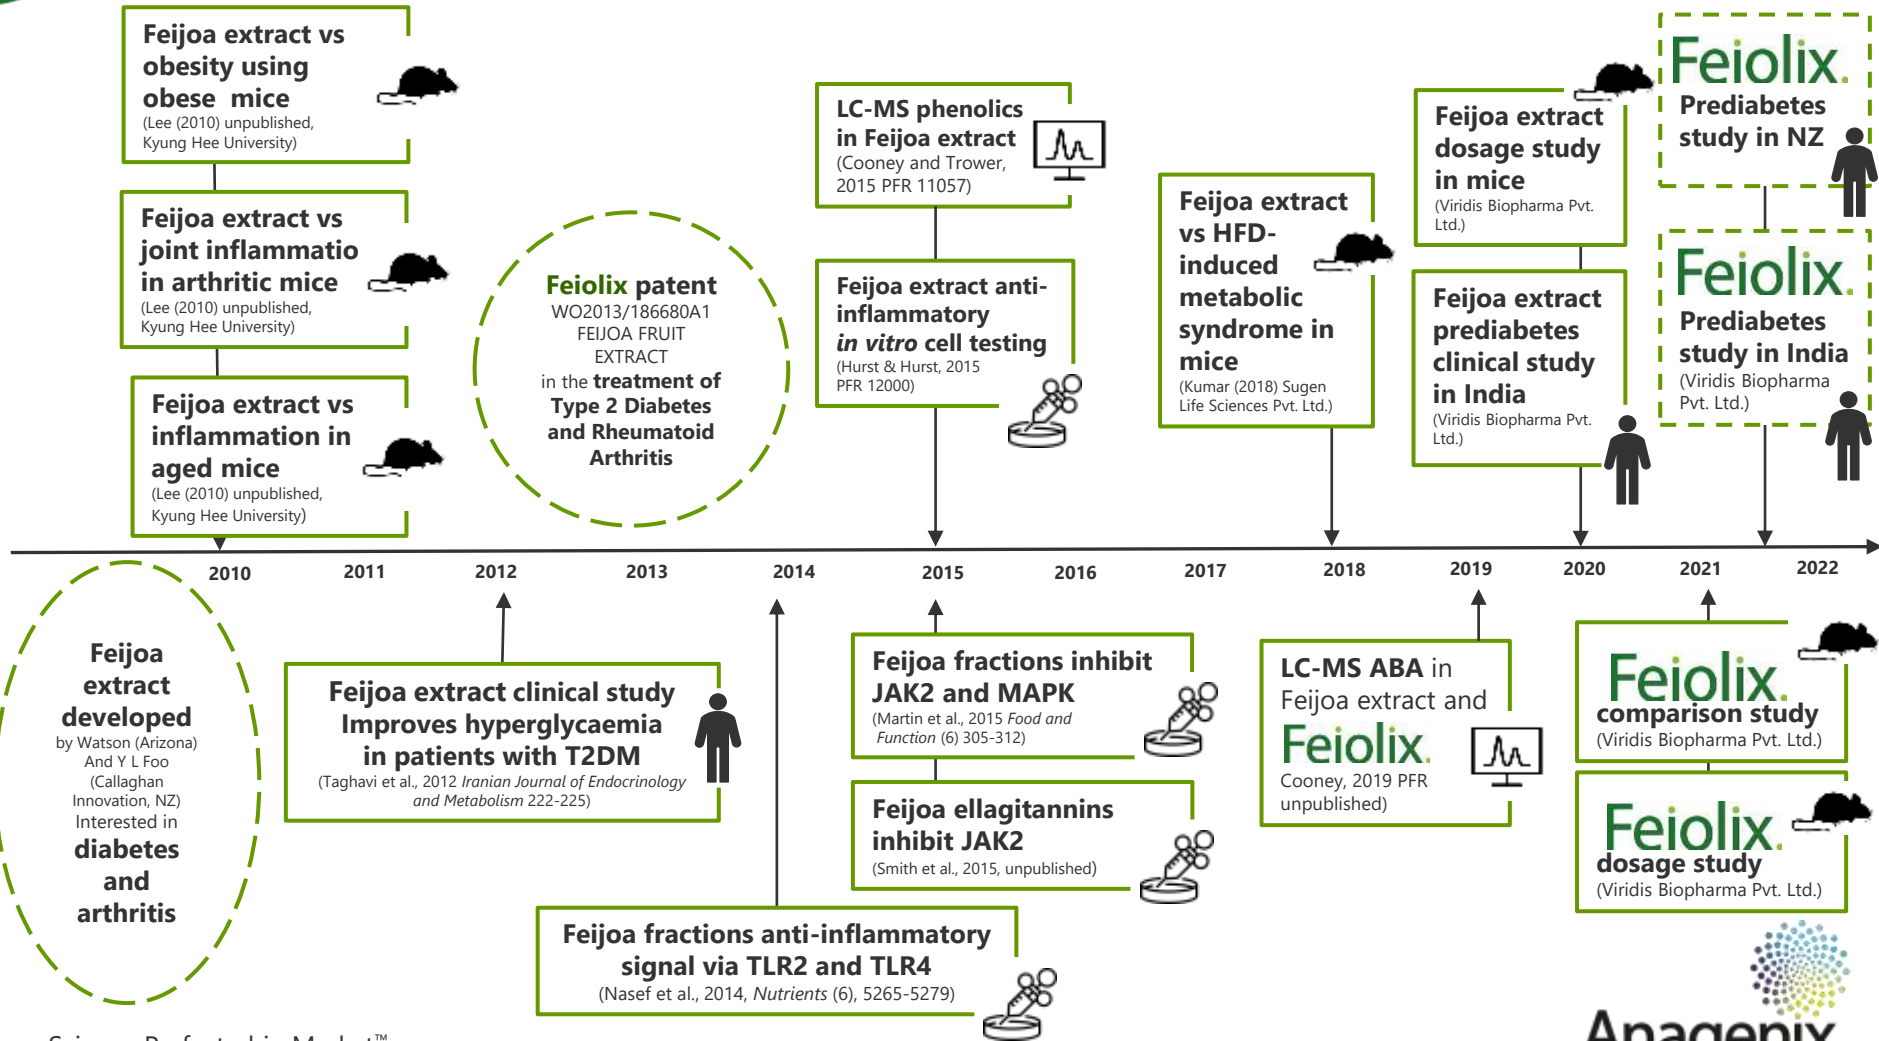 Feijoa extract vs
obesity using
obese mice
(Lee (2010) unpublished,
Kyung Hee University)
Feijoa extract vs
joint inflammatio
in arthritic mice
(Lee (2010) unpublished,
Kyung Hee University)
Feijoa extract vs
inflammation in
aged mice
(Lee (2010) unpublished,
Kyung Hee University)
Feiolix patent
WO2013/186680A1
FEIJOA FRUIT
EXTRACT
in the treatment of
Type 2 Diabetes
and Rheumatoid
Arthritis
LC-MS phenolics
in Feijoa extract
(Cooney and Trower,
2015 PFR 11057)
Feijoa extract anti-
inflammatory
in vitro cell testing
(Hurst & Hurst, 2015
PFR 12000)
Feijoa extract
vs HFD-
induced
metabolic
syndrome in
mice
(Kumar (2018) Sugen
Life Sciences Pvt. Ltd.)
Feijoa extract
dosage study
in mice
(Viridis Biopharma Pvt.
Ltd.)
Feijoa extract
prediabetes
clinical study
in India
(Viridis Biopharma Pvt.
Ltd.)
Feiolix.
Prediabetes
study in NZ
Feiolix.
Prediabetes
study in India
(Viridis Biopharma
Pvt. Ltd.)
2010 2011 2012 2013 2014 2015 2016 2017 2018 2019 2020 2021 2022
Feijoa
extract
developed
by Watson (Arizona)
And Y L Foo
(Callaghan
Innovation, NZ)
Interested in
diabetes
and
arthritis
Feijoa extract clinical study
Improves hyperglycaemia
in patients with T2DM
(Taghavi et al., 2012 Iranian Journal of Endocrinology
and Metabolism 222-225)
Feijoa fractions anti-inflammatory
signal via TLR2 and TLR4
(Nasef et al., 2014, Nutrients (6), 5265-5279)
Feijoa fractions inhibit
JAK2 and MAPK
(Martin et al., 2015 Food and
Function (6) 305-312)
Feijoa ellagitannins
inhibit JAK2
(Smith et al., 2015, unpublished)
LC-MS ABA in
Feijoa extract and
Feiolix.
Cooney, 2019 PFR
unpublished)
Feiolix.
comparison study
(Viridis Biopharma Pvt. Ltd.)
Feiolix.
dosage study
(Viridis Biopharma Pvt. Ltd.)
Science Perfected in Market™
Anagenix